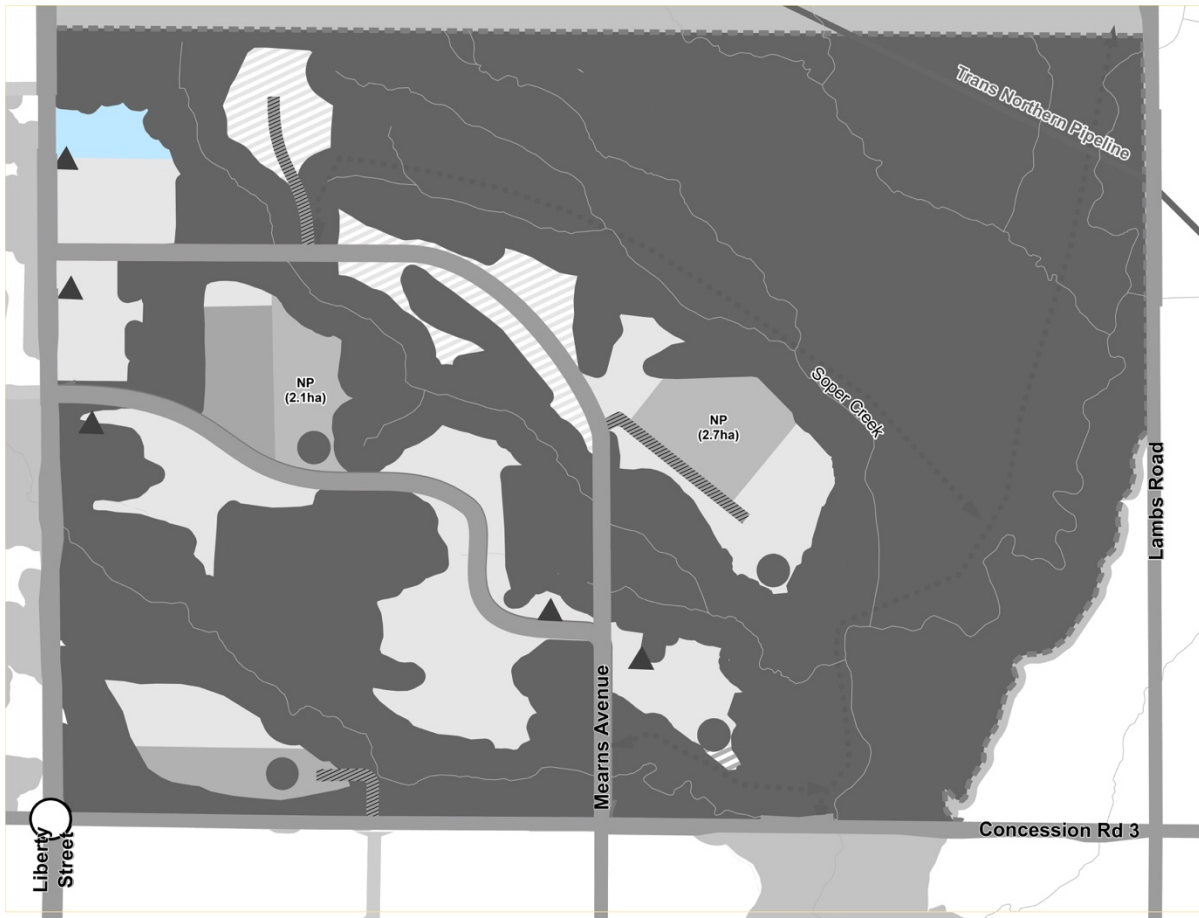 Trans Northern Pipeline
NP
(2.1ha)
NP
(2.7ha)
Soper Creek
Lambs Road
Mearns Avenue
Concession Rd 3
Liberty
Street